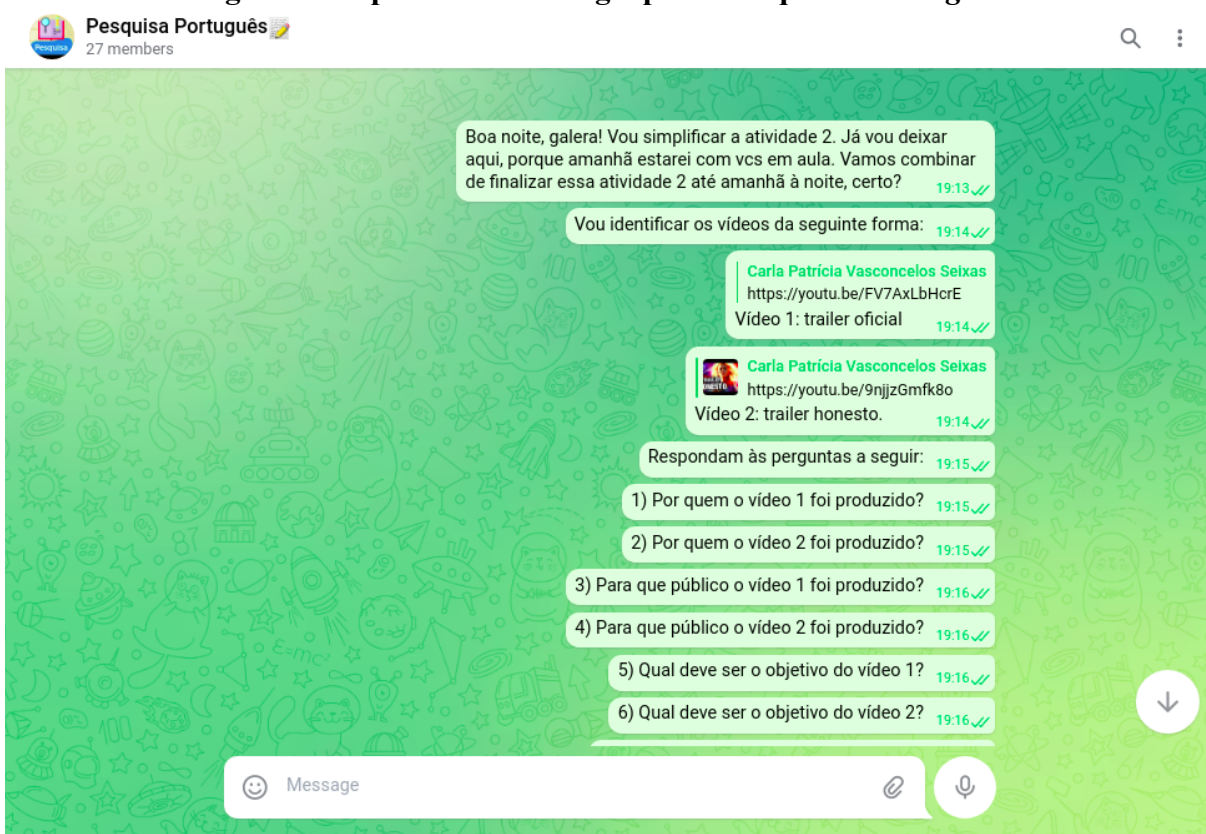 Pesquisa Português📝
27 members
Pesquisa
Boa noite, galera! Vou simplificar a atividade 2. Já vou deixar
aqui, porque amanhã estarei com vcs em aula. Vamos combinar
de finalizar essa atividade 2 até amanhã à noite, certo? 19:13
Vou identificar os vídeos da seguinte forma: 19:14
Carla Patrícia Vasconcelos Seixas
https://youtu.be/FV7AxLbHcrE
Vídeo 1: trailer oficial 19:14
Carla Patrícia Vasconcelos Seixas
https://youtu.be/9njjzGmfk8o
Vídeo 2: trailer honesto. 19:14
Respondam às perguntas a seguir: 19:15
1) Por quem o vídeo 1 foi produzido? 19:15
2) Por quem o vídeo 2 foi produzido? 19:15
3) Para que público o vídeo 1 foi produzido? 19:16
4) Para que público o vídeo 2 foi produzido? 19:16
5) Qual deve ser o objetivo do vídeo 1? 19:16
6) Qual deve ser o objetivo do vídeo 2? 19:16
Message